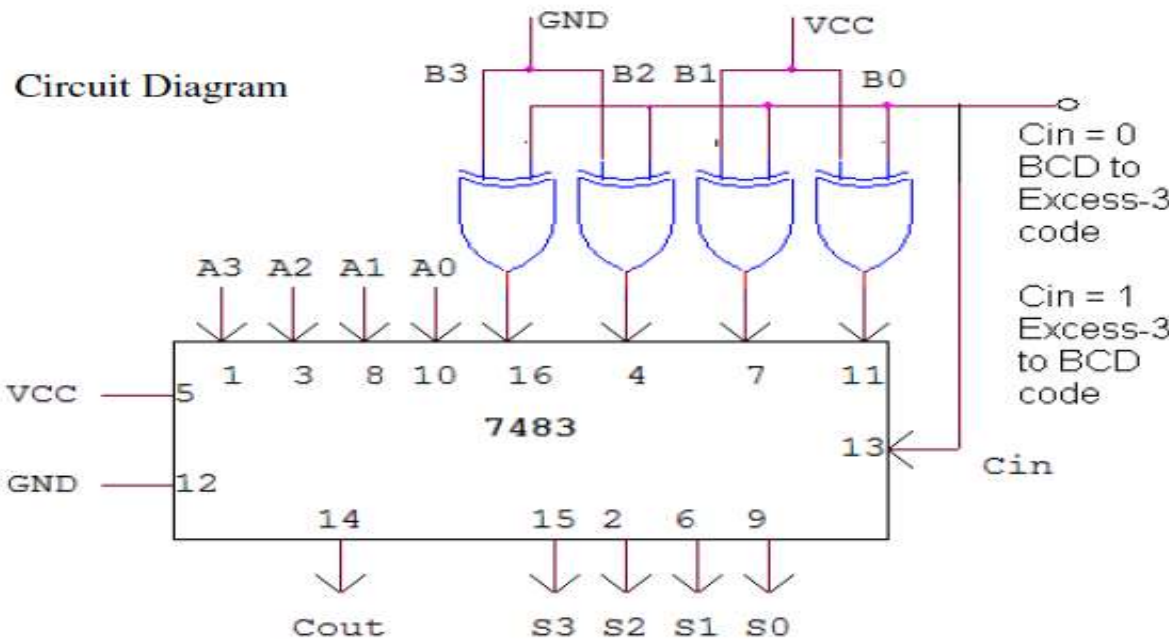 GND
VCC
B3
B2
B1
B0
Circuit Diagram
Cin = 0
BCD to
Excess-3
code
A3 A2 A1 A0
Cin = 1
Excess-3
to BCD
code
1 3 8 10 16 4 7 11
VCC
5
7483
13
Cin
GND
12
14 15 2 6 9
Cout S3 S2 S1 S0